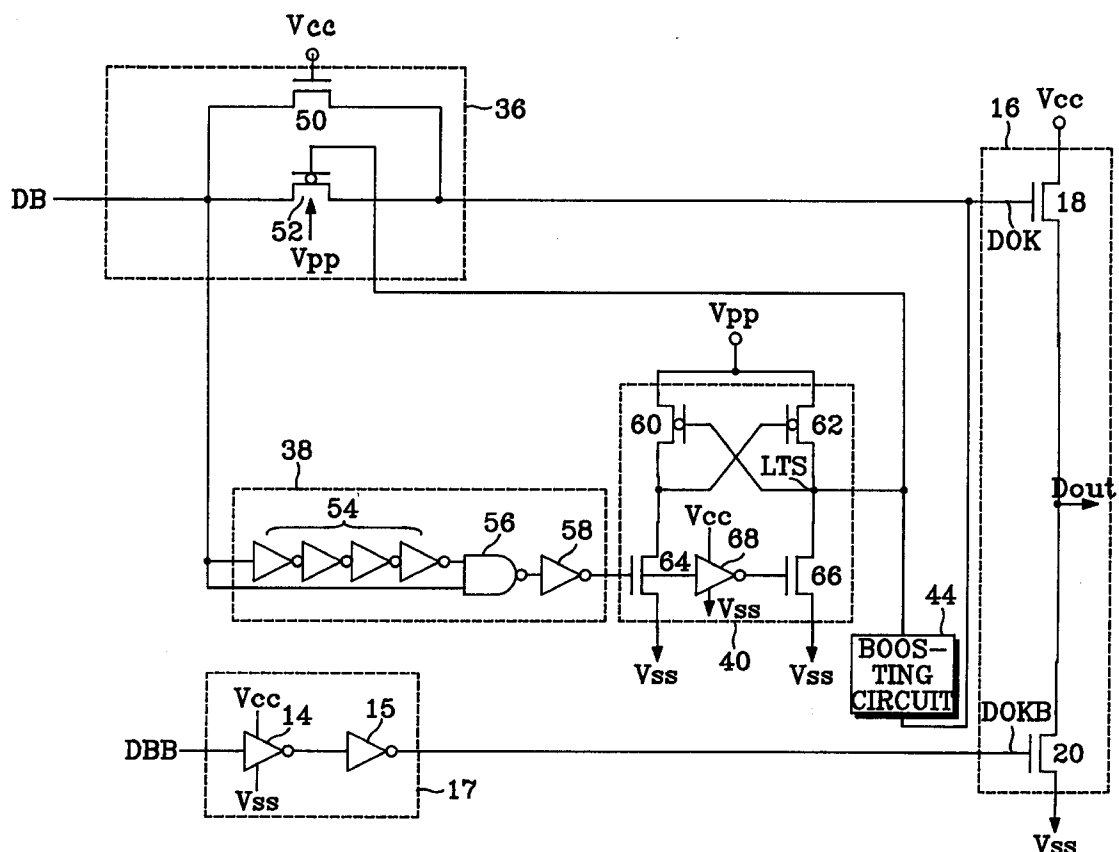 Vcc
50
36
DB
52
Vpp
16
Vcc
18
DOK
Vpp
60
62
LTS
Dout
38
54
56
58
Vcc
68
64
66
Vss
Vss
40
Vss
44
BOOS-
TING
CIRCUIT
Vcc
14
15
DBB
Vss
17
DOKB
20
Vss